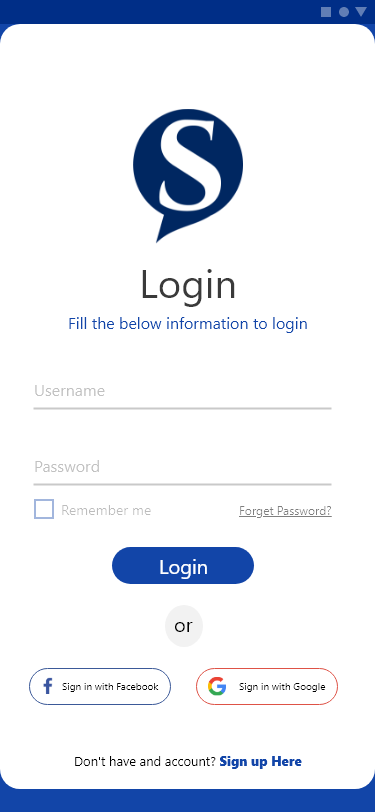 S
Login
Fill the below information to login
Username
Password
Remember me
Forget Password?
Login
or
Sign in with Facebook
Sign in with Google
Don't have and account? Sign up Here